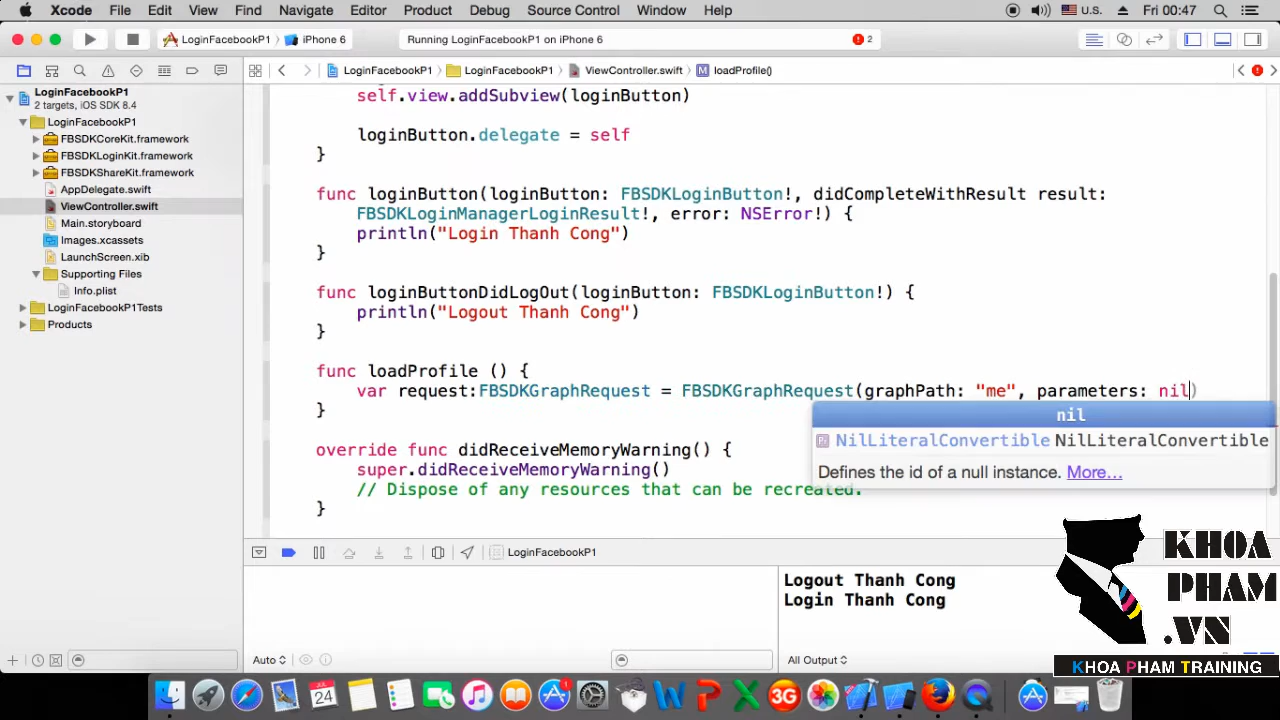 Xcode File Edit View Find Navigate Editor Product Debug Source Control Window Help U.S. Fri 00:47
LoginFacebookP1 iPhone 6 Running LoginFacebookP1 on iPhone 6 2
LoginFacebookP1 LoginFacebookP1 ViewController.swift loadProfile()
LoginFacebookP1
2 targets, iOS SDK 8.4
LoginFacebookP1
FBSDKCoreKit.framework
FBSDKLoginKit.framework
FBSDKShareKit.framework
AppDelegate.swift
ViewController.swift
Main.storyboard
Images.xcassets
LaunchScreen.xib
Supporting Files
Info.plist
LoginFacebookP1Tests
Products
self.view.addSubview(loginButton)
loginButton.delegate = self
}
func loginButton(loginButton: FBSDKLoginButton!, didCompleteWithResult result:
FBSDKLoginManagerLoginResult!, error: NSError!) {
println("Login Thanh Cong")
}
func loginButtonDidLogOut(loginButton: FBSDKLoginButton!) {
println("Logout Thanh Cong")
}
func loadProfile () {
var request:FBSDKGraphRequest = FBSDKGraphRequest(graphPath: "me", parameters: nil)
}
nil
NilLiteralConvertible NilLiteralConvertible
Defines the id of a null instance. More...
override func didReceiveMemoryWarning() {
super.didReceiveMemoryWarning()
// Dispose of any resources that can be recreated.
}
LoginFacebookP1
Logout Thanh Cong
Login Thanh Cong
Auto
All Output
KHOA
PHAM
.VN
KHOA PHAM TRAINING
24
1
3G